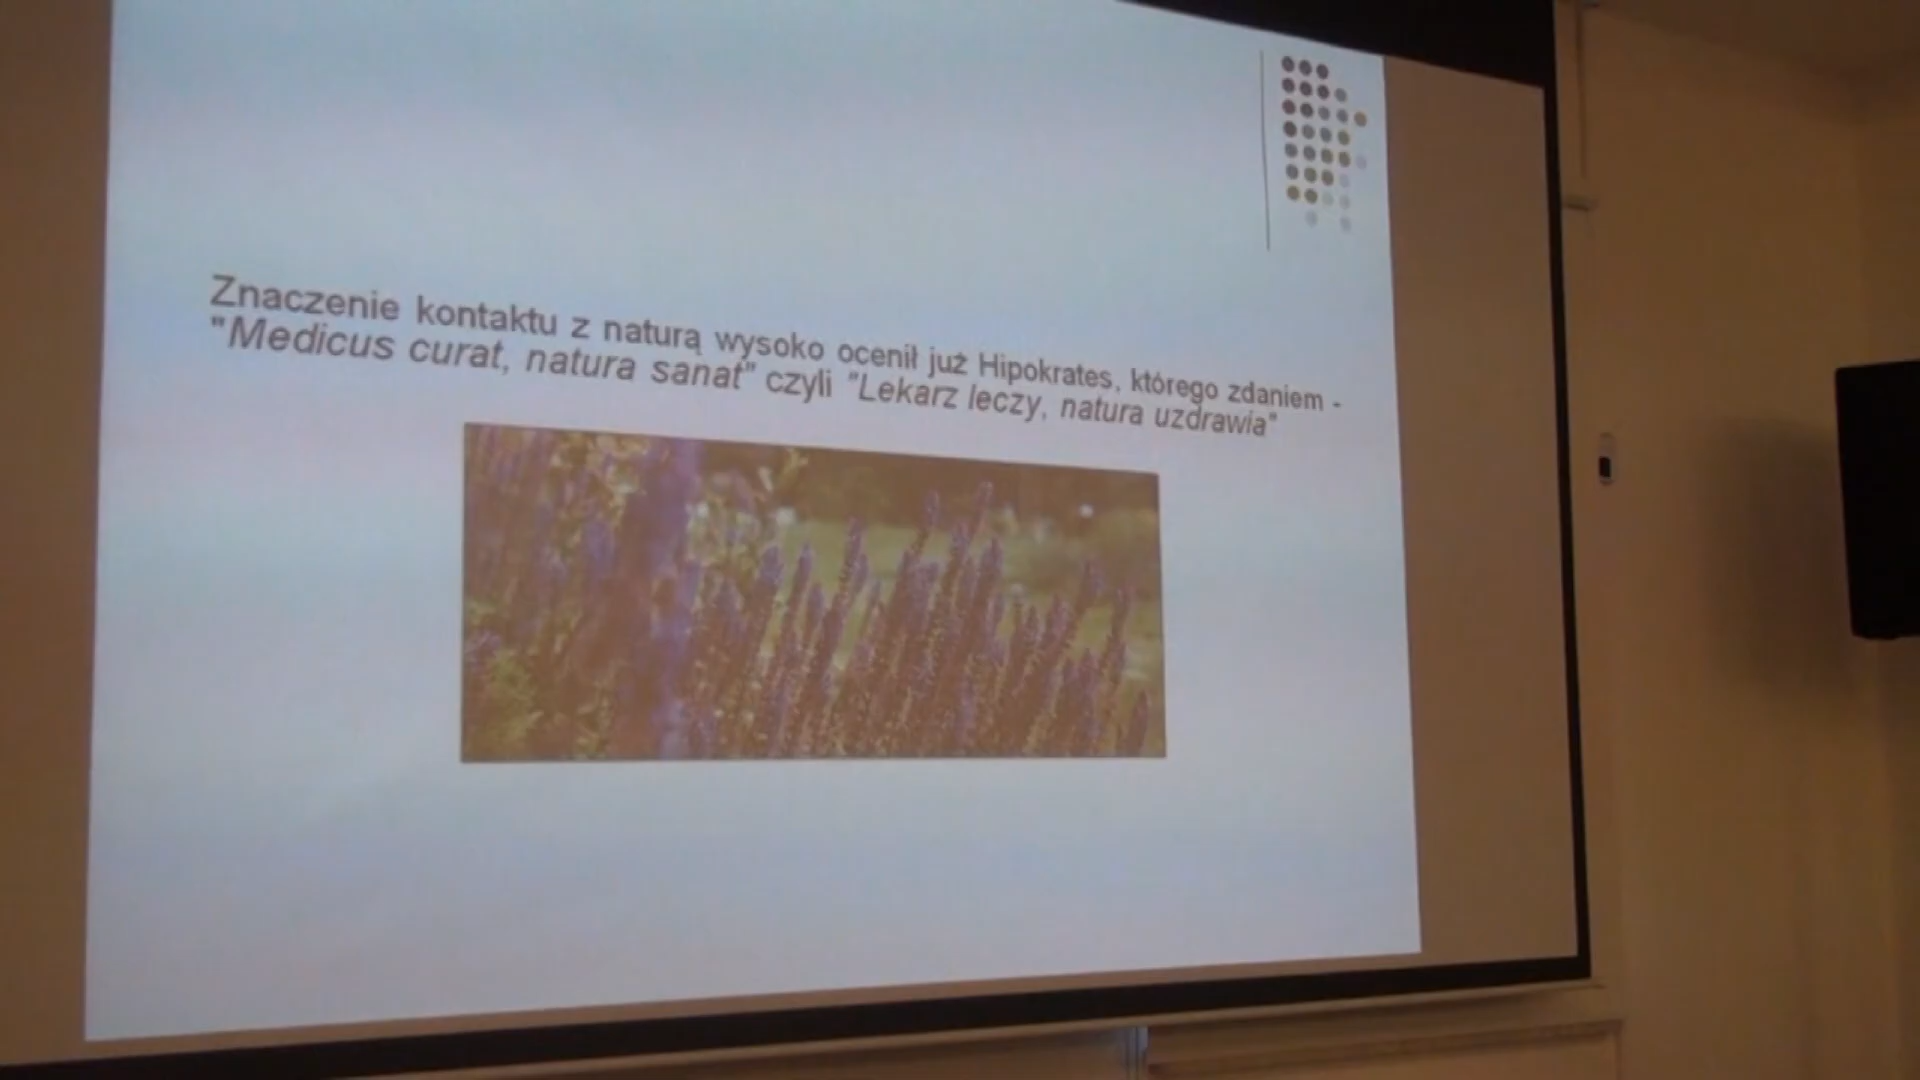 Znaczenie kontaktu z naturą wysoko ocenił już Hipokrates, którego zdaniem -
"Medicus curat, natura sanat" czyli "Lekarz leczy, natura uzdrawia"